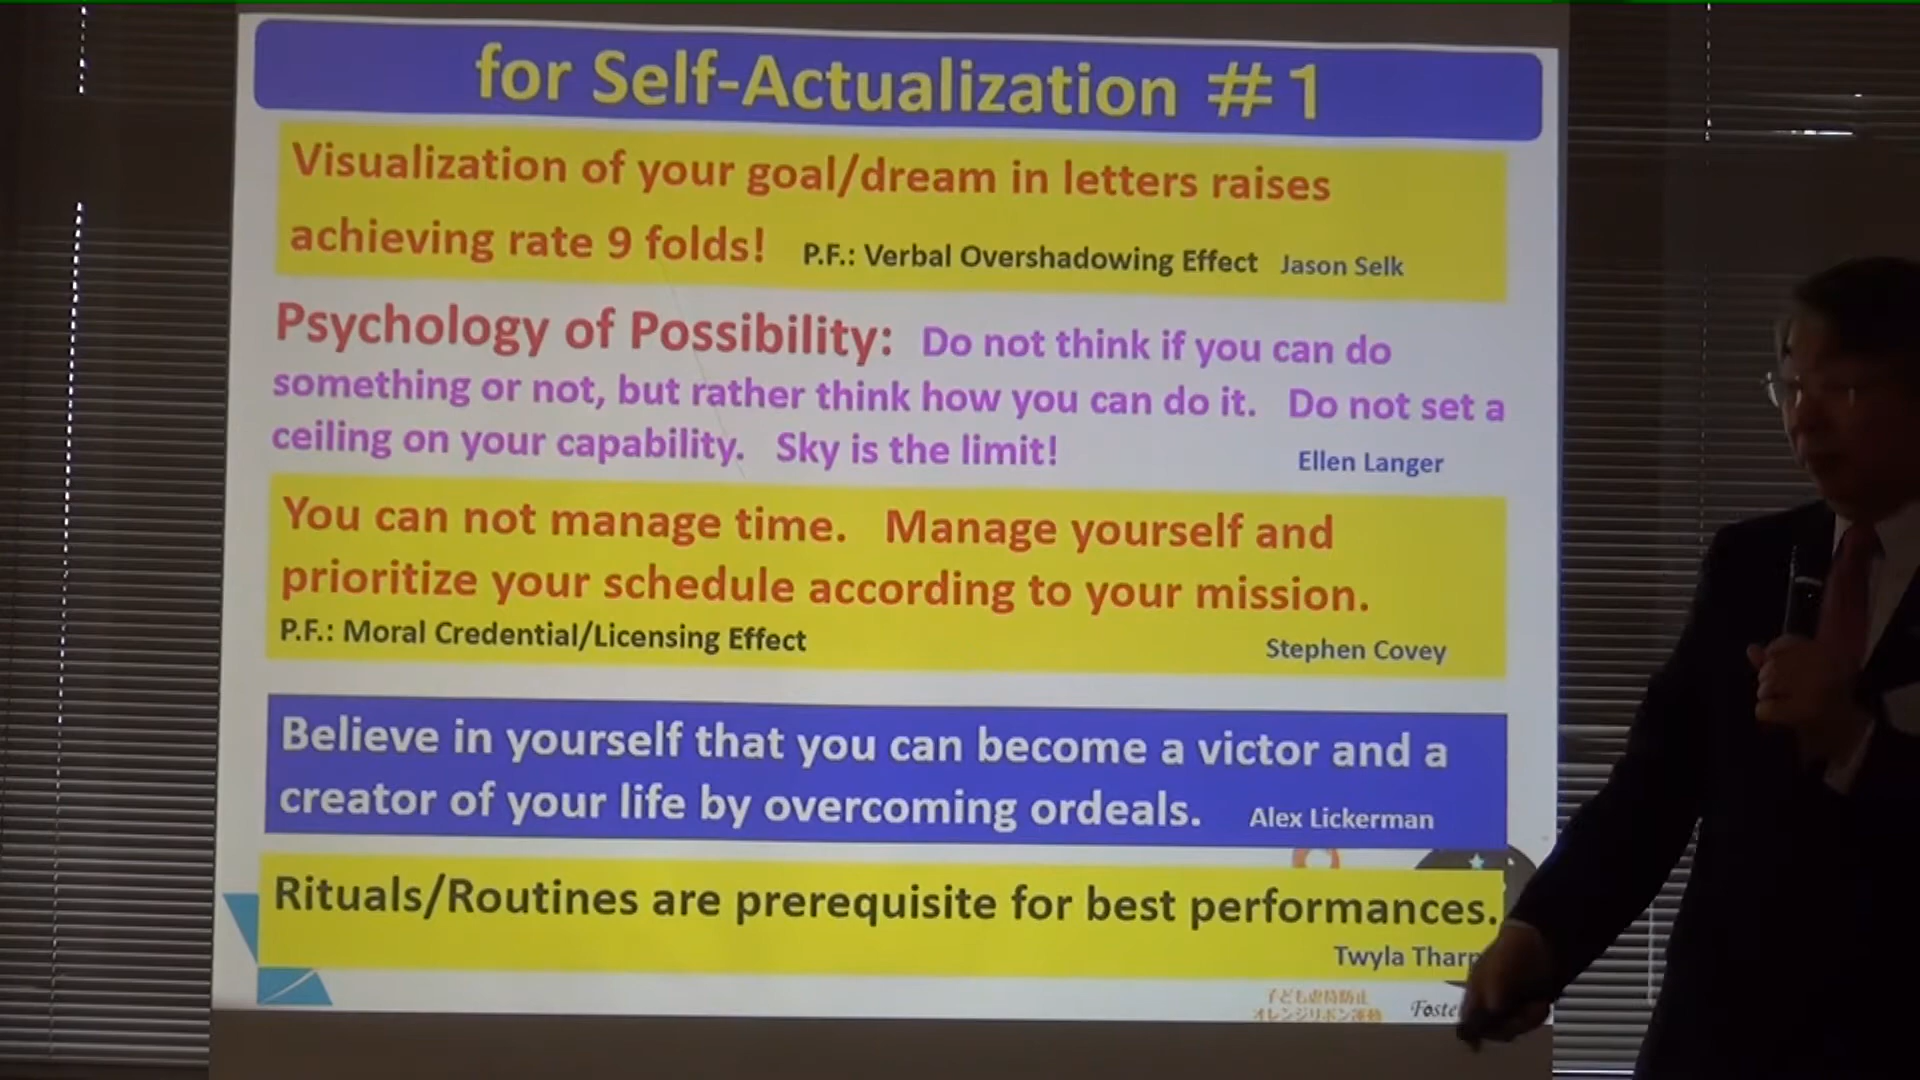 for Self-Actualization #1
Visualization of your goal/dream in letters raises
achieving rate 9 folds! P.F.: Verbal Overshadowing Effect Jason Selk
Psychology of Possibility: Do not think if you can do
something or not, but rather think how you can do it. Do not set a
ceiling on your capability. Sky is the limit!
Ellen Langer
You can not manage time. Manage yourself and
prioritize your schedule according to your mission.
P.F.: Moral Credential/Licensing Effect
Stephen Covey
Believe in yourself that you can become a victor and a
creator of your life by overcoming ordeals. Alex Lickerman
Rituals/Routines are prerequisite for best performances.
Twyla Tharp
子ども虐待防止
オレンジリボン運動